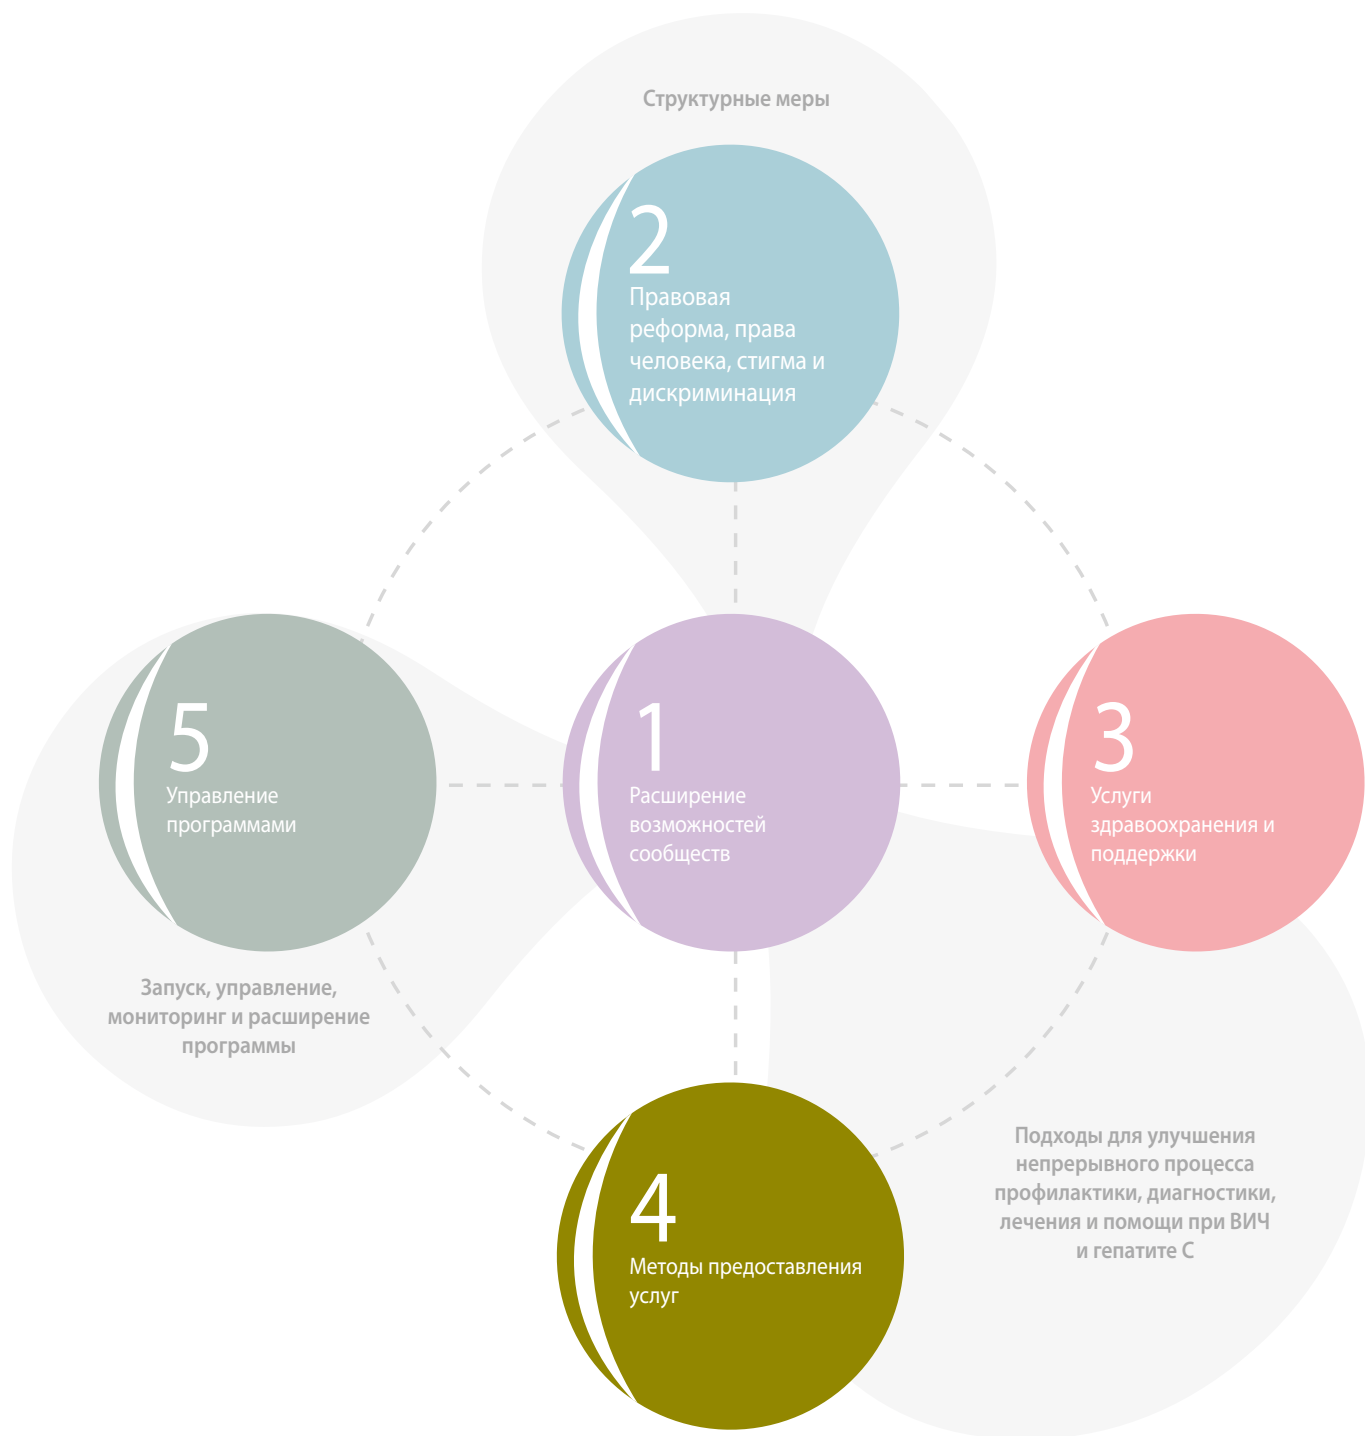 Структурные меры
2
Правовая
реформа, права
человека, стигма и
дискриминация
5
Управление
программами
1
Расширение
возможностей
сообществ
3
Услуги
здравоохранения и
поддержки
Запуск, управление,
мониторинг и расширение
программы
4
Методы предоставления
услуг
Подходы для улучшения
непрерывного процесса
профилактики, диагностики,
лечения и помощи при ВИЧ
и гепатите С